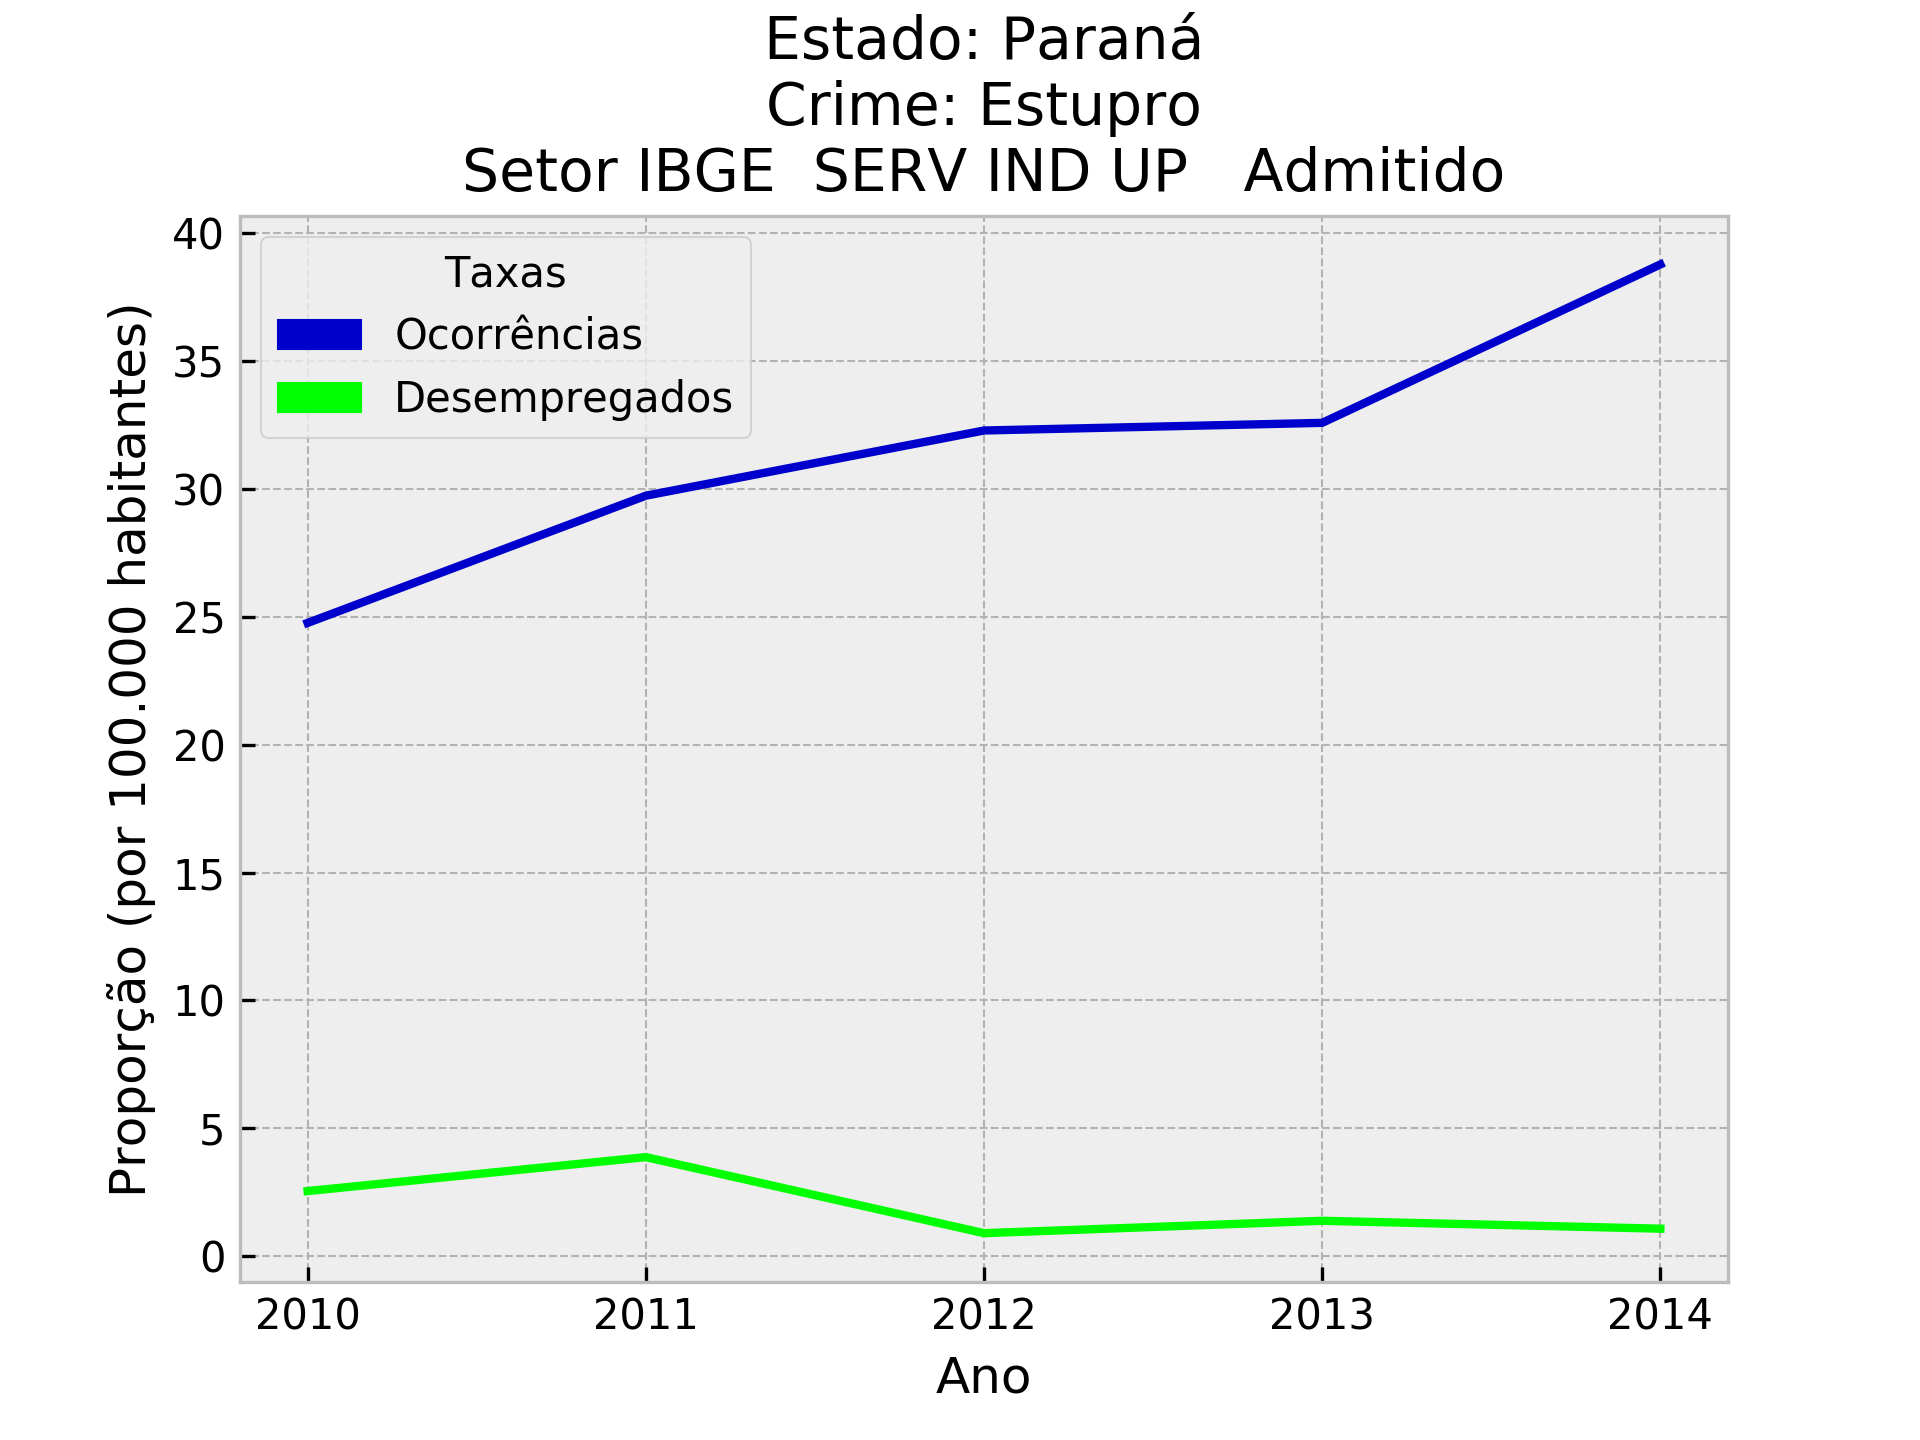 Estado: Paraná
Crime: Estupro
Setor IBGE  SERV IND UP   Admitido
40
35
30
25
20
15
10
5
0
Proporção (por 100.000 habitantes)
Taxas
Ocorrências
Desempregados
2010 2011 2012 2013 2014
Ano